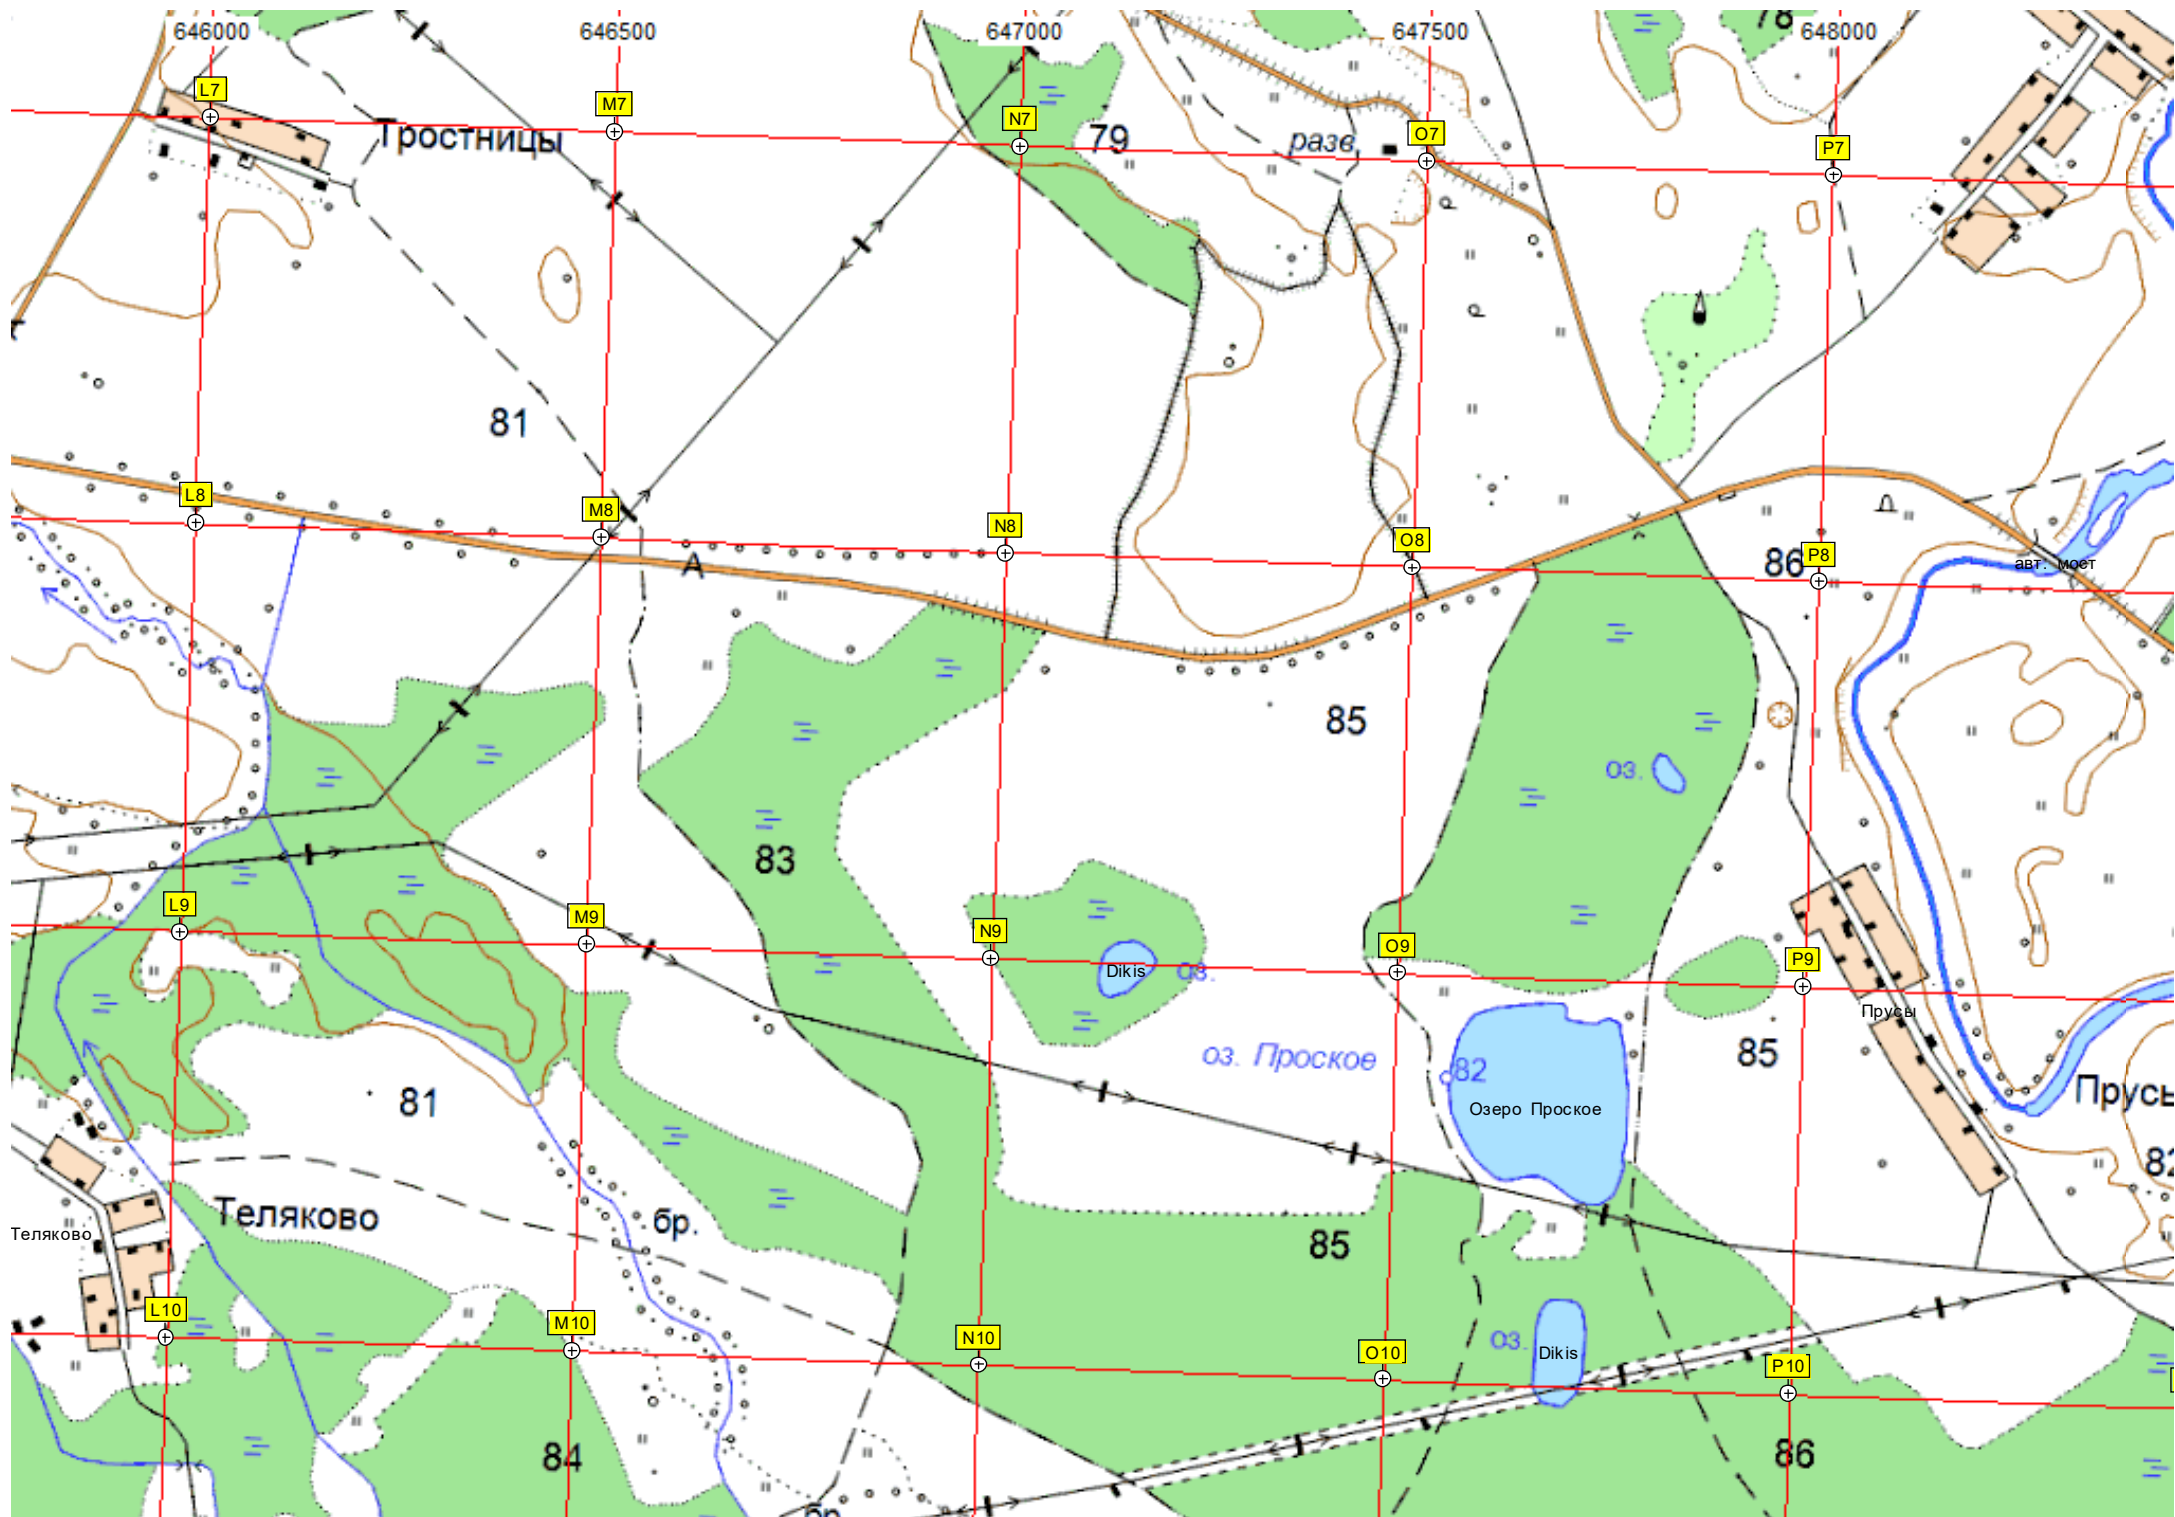 646000 646500 647000 647500 648000
78
L7 M7 N7 O7 P7
Тростницы
79
разв.
81
L8 M8 N8 O8 P8
А
86
авт. мост
85
оз.
83
L9 M9 N9 O9 P9
Dikis оз.
Прусы
оз. Проское
82
85
Озеро Проское
81
Прусы
82
Теляково
Теляково
бр.
85
L10 M10 N10 O10 P10
оз.
Dikis
84
86
бр.